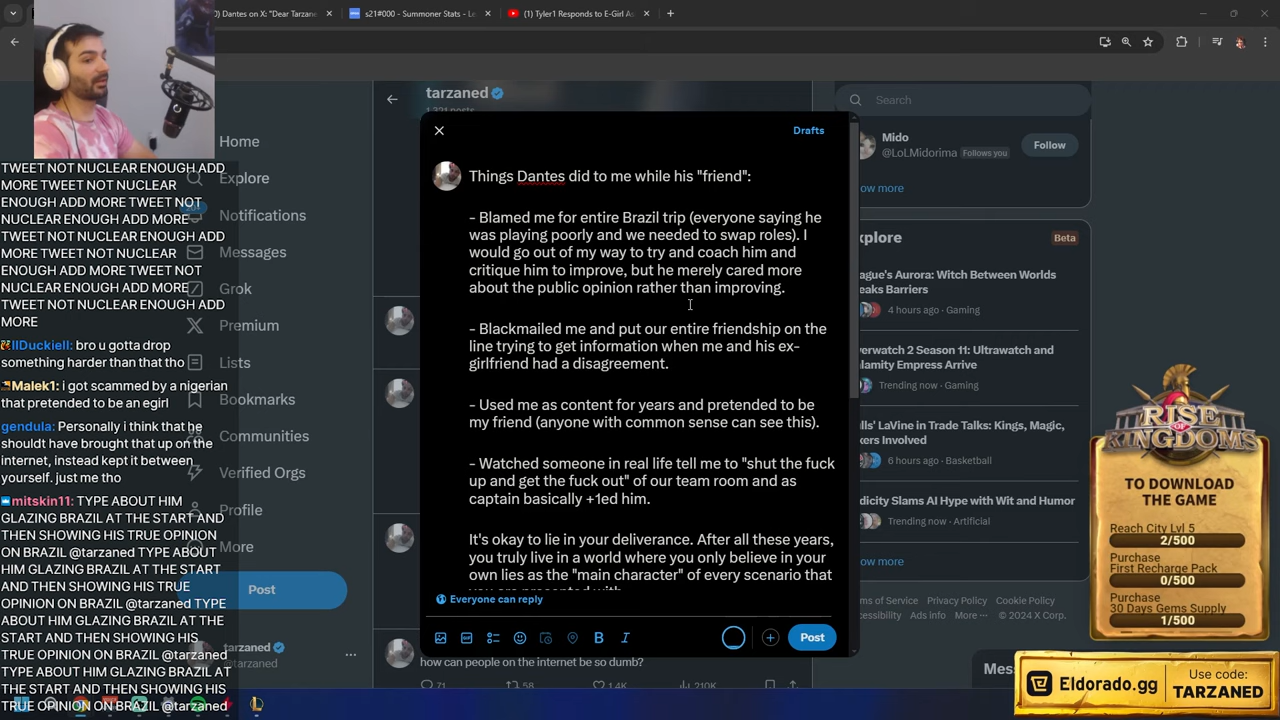 ) Dantes on X: "Dear Tarzane
s21#000 - Summoner Stats - Le
(1) Tyler1 Responds to E-Girl As
TWEET NOT NUCLEAR ENOUGH ADD
MORE TWEET NOT NUCLEAR
ENOUGH ADD MORE TWEET NOT
NUCLEAR ENOUGH ADD MORE
TWEET NOT NUCLEAR ENOUGH ADD
MORE TWEET NOT NUCLEAR
ENOUGH ADD MORE TWEET NOT
NUCLEAR ENOUGH ADD MORE
TWEET NOT NUCLEAR ENOUGH ADD
MORE
llDuckiell: bro u gotta drop
something harder than that tho
Malek1: i got scammed by a nigerian
that pretended to be an egirl
gendula: Personally i think that he
shouldt have brought that up on the
internet, instead kept it between
yourself. just me tho
mitskin11: TYPE ABOUT HIM
GLAZING BRAZIL AT THE START AND
THEN SHOWING HIS TRUE OPINION
ON BRAZIL @tarzaned TYPE ABOUT
HIM GLAZING BRAZIL AT THE START
AND THEN SHOWING HIS TRUE
OPINION ON BRAZIL @tarzaned TYPE
ABOUT HIM GLAZING BRAZIL AT THE
START AND THEN SHOWING HIS
TRUE OPINION ON BRAZIL @tarzaned
TYPE ABOUT HIM GLAZING BRAZIL AT
THE START AND THEN SHOWING HIS
TRUE OPINION ON BRAZIL @tarzaned
Home
Explore
Notifications
Messages
Grok
Premium
Lists
Bookmarks
Communities
Verified Orgs
Profile
More
Post
tarzaned
@tarzaned
tarzaned
1,321 posts
Drafts
Things Dantes did to me while his "friend":
- Blamed me for entire Brazil trip (everyone saying he
was playing poorly and we needed to swap roles). I
would go out of my way to try and coach him and
critique him to improve, but he merely cared more
about the public opinion rather than improving.
- Blackmailed me and put our entire friendship on the
line trying to get information when me and his ex-
girlfriend had a disagreement.
- Used me as content for years and pretended to be
my friend (anyone with common sense can see this).
- Watched someone in real life tell me to "shut the fuck
up and get the fuck out" of our team room and as
captain basically +1ed him.
It's okay to lie in your deliverance. After all these years,
you truly live in a world where you only believe in your
own lies as the "main character" of every scenario that
you are presented with.
Everyone can reply
Post
how can people on the internet be so dumb?
71
58
1.4K
210K
Search
Mido
@LoLMidorima Follows you
Follow
ow more
xplore
Beta
ague's Aurora: Witch Between Worlds
eaks Barriers
4 hours ago · Gaming
verwatch 2 Season 11: Ultrawatch and
alamity Empress Arrive
Trending now · Gaming
lls' LaVine in Trade Talks: Kings, Magic,
kers Involved
6 hours ago · Basketball
dicity Slams AI Hype with Wit and Humor
Trending now · Artificial
ow more
ms of Service Privacy Policy Cookie Policy
Ads info More ··· © 2024 X Corp.
Mess
RISE
OF
KINGDOMS
TO DOWNLOAD
THE GAME
Reach City Lvl 5
2/500
Purchase
First Recharge Pack
0/500
Purchase
30 Days Gems Supply
1/500
Eldorado.gg
Use code:
TARZANED